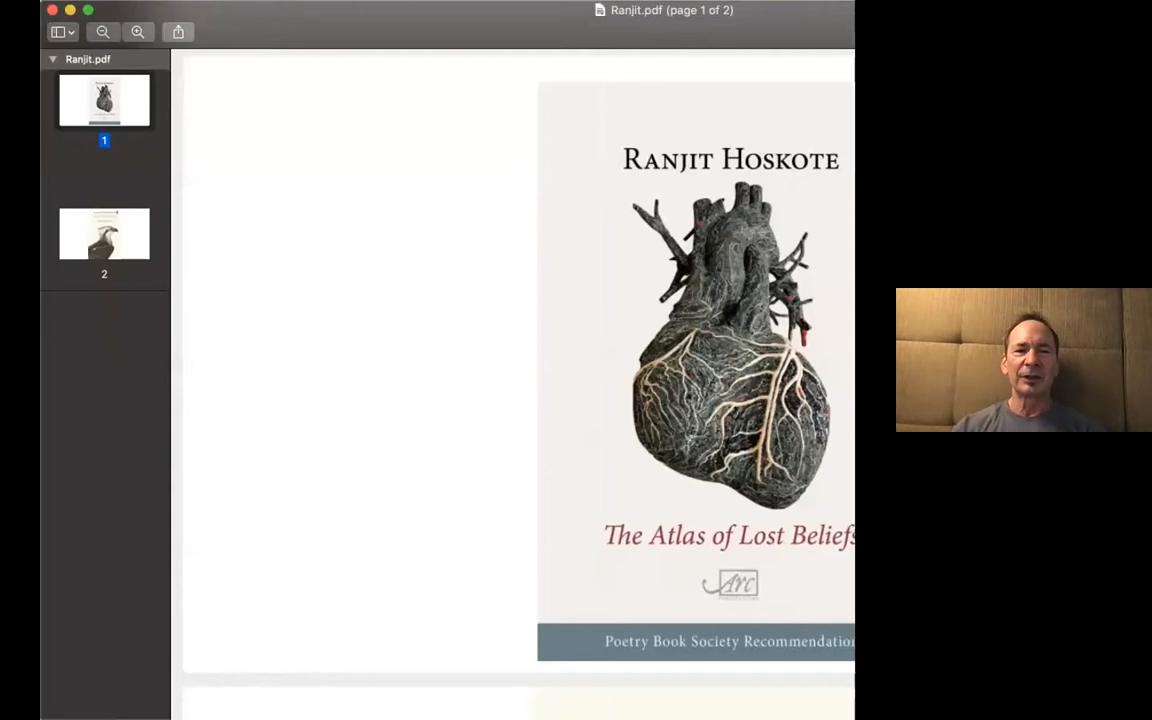 Ranjit.pdf (page 1 of 2)
Ranjit.pdf
1
2
RANJIT HOSKOTE
The Atlas of Lost Beliefs
Arc
Poetry Book Society Recommendation